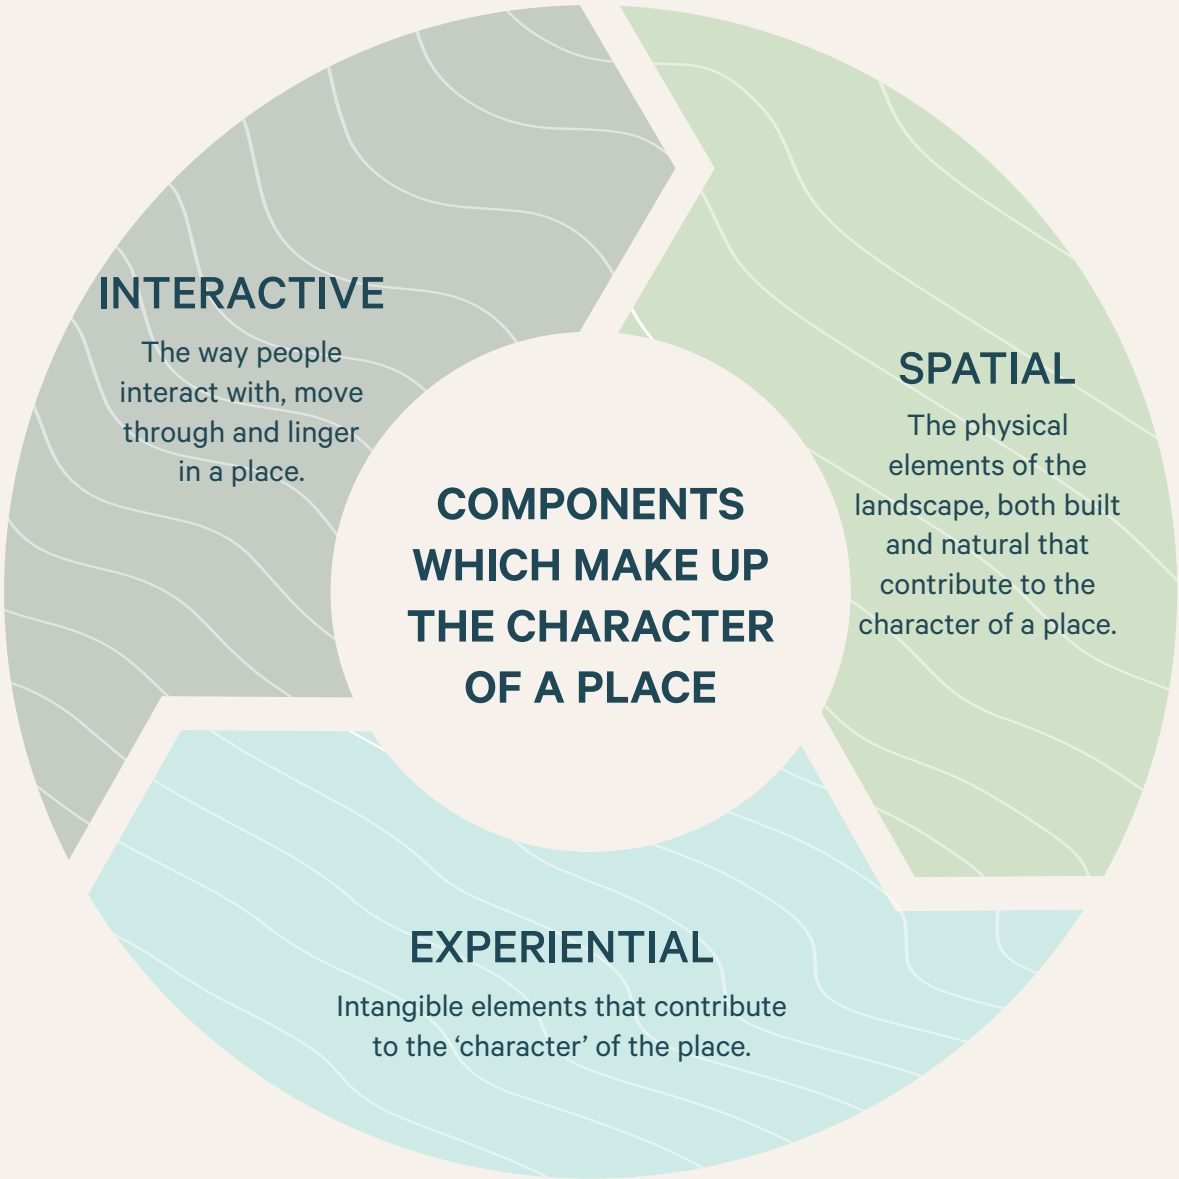 INTERACTIVE
The way people
interact with, move
through and linger
in a place.
SPATIAL
The physical
elements of the
landscape, both built
and natural that
contribute to the
character of a place.
COMPONENTS
WHICH MAKE UP
THE CHARACTER
OF A PLACE
EXPERIENTIAL
Intangible elements that contribute
to the ‘character’ of the place.